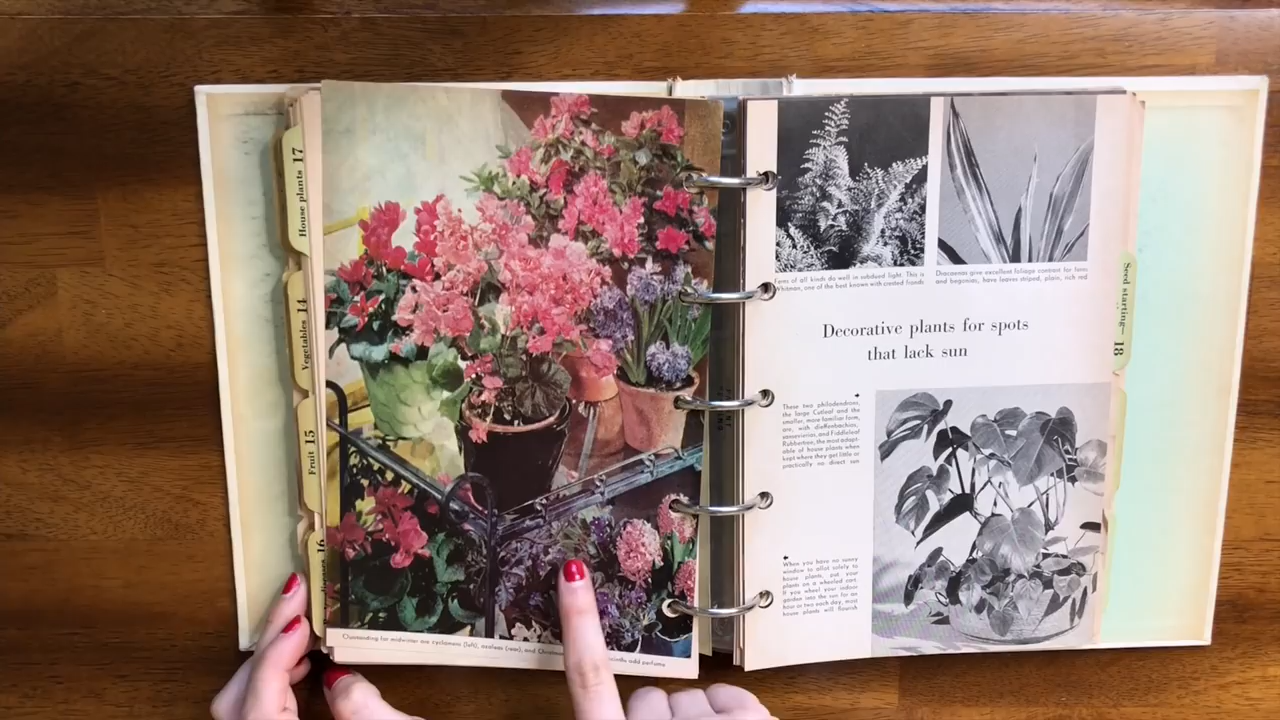 House plants 17
Vegetables 14
Fruit 15
16
Outstanding for midwinter are cyclamens (left), azaleas (rear), and Christmas
add perfume
Ferns of all kinds do well in subdued light. This is
Whitman, one of the best known with crested fronds
Dracaenas give excellent foliage contrast for ferns
and begonias, have leaves striped, plain, rich red
Decorative plants for spots
that lack sun
These two philodendrons,
the large Cutleaf and the
smaller, more familiar form,
are, with dieffenbachias,
sansevierias, and Fiddleleaf
Rubbertree, the most adapt-
able of house plants when
kept where they get little or
practically no direct sun
When you have no sunny
window to allot solely to
house plants, put your
plants on a wheeled cart.
If you wheel your indoor
garden into the sun for an
hour or two each day, most
house plants will flourish
Seed starting— 18